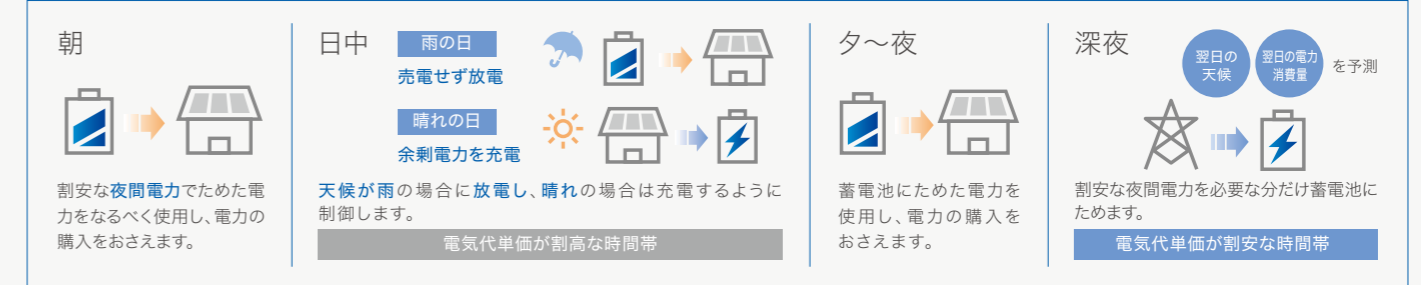 朝
割安な夜間電力でためた電
力をなるべく使用し、電力の
購入をおさえます。
日中
雨の日
売電せず放電
晴れの日
余剰電力を充電
天候が雨の場合に放電し、晴れの場合は充電するように
制御します。
電気代単価が割高な時間帯
夕〜夜
蓄電池にためた電力を
使用し、電力の購入を
おさえます。
深夜
翌日の
天候
翌日の電力
消費量
を予測
割安な夜間電力を必要な分だけ蓄電池に
ためます。
電気代単価が割安な時間帯